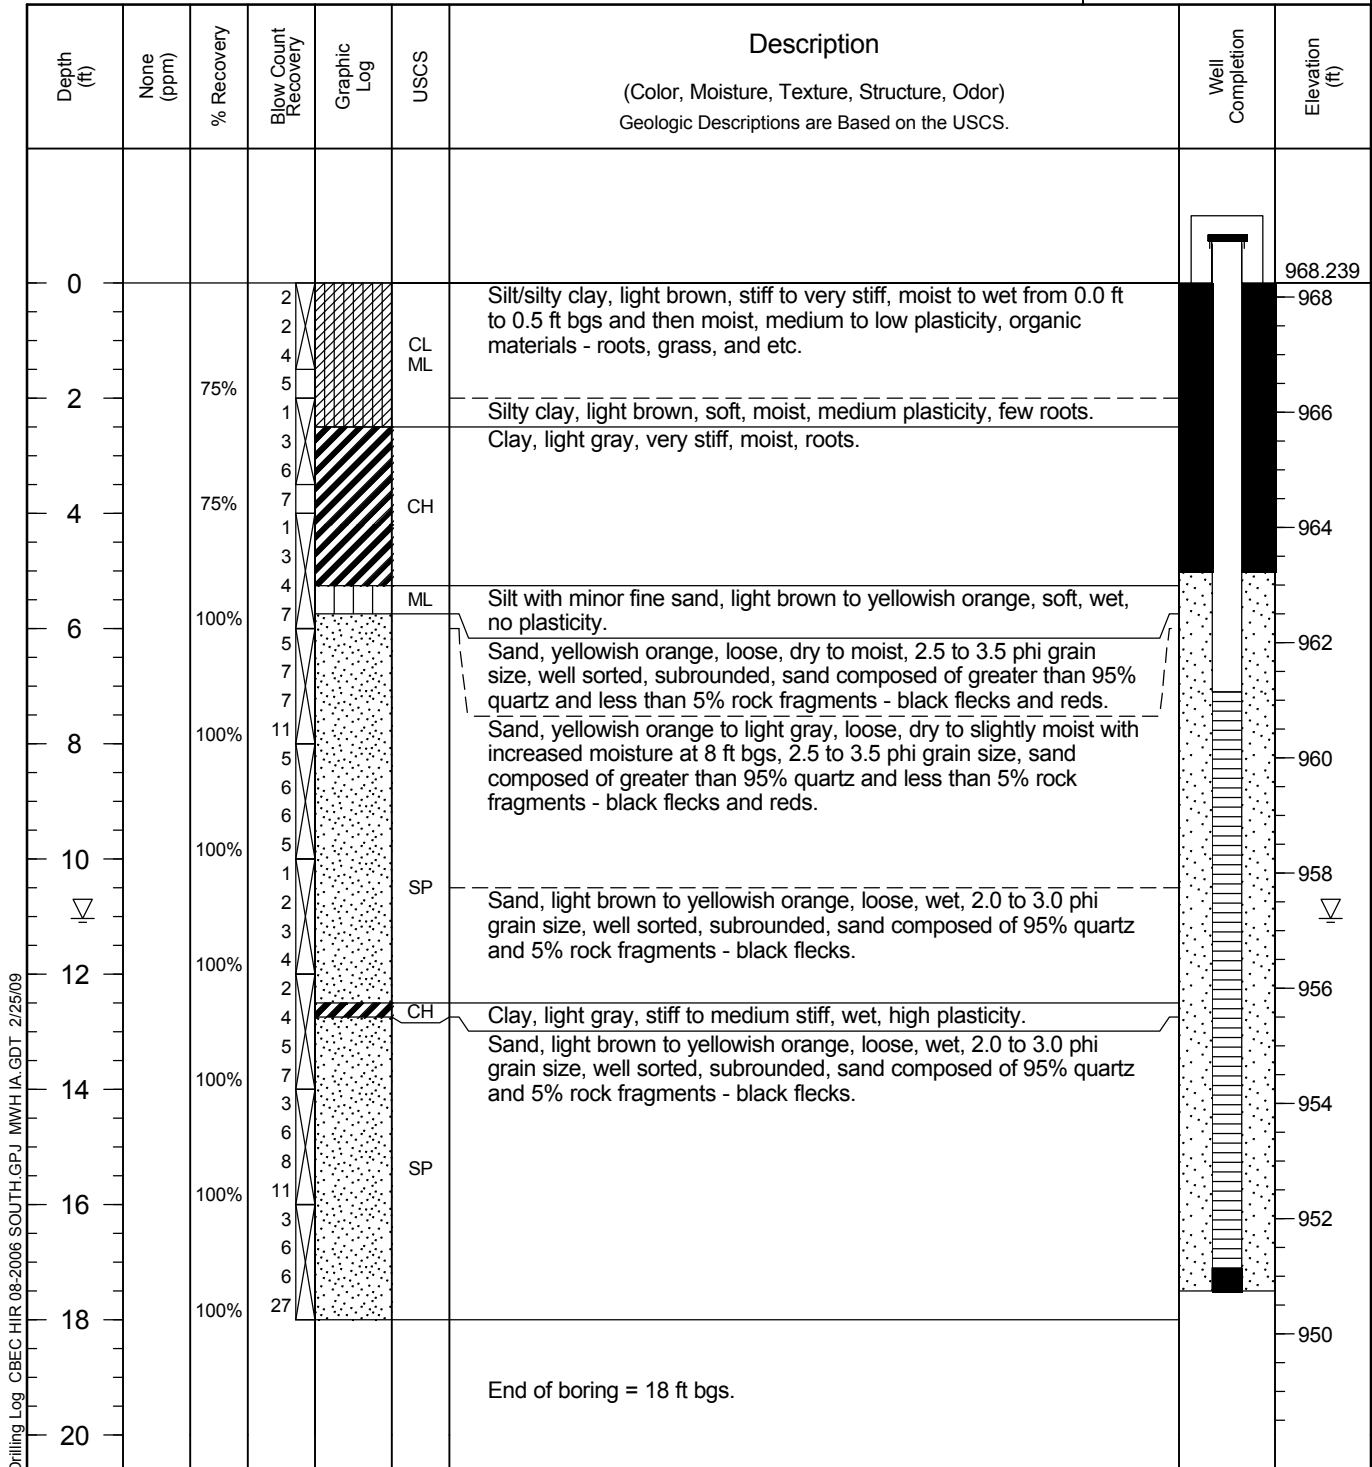 Depth
(ft)
None
(ppm)
% Recovery
Blow Count
Recovery
Graphic
Log
USCS
Description
(Color, Moisture, Texture, Structure, Odor)
Geologic Descriptions are Based on the USCS.
Well
Completion
Elevation
(ft)
968.239
0
2
Silt/silty clay, light brown, stiff to very stiff, moist to wet from 0.0 ft
968
2
to 0.5 ft bgs and then moist, medium to low plasticity, organic
4
CL
materials - roots, grass, and etc.
ML
75%
5
2
1
Silty clay, light brown, soft, moist, medium plasticity, few roots.
966
3
Clay, light gray, very stiff, moist, roots.
6
75%
7
CH
4
1
964
3
4
ML
Silt with minor fine sand, light brown to yellowish orange, soft, wet,
100%
7
no plasticity.
6
5
Sand, yellowish orange, loose, dry to moist, 2.5 to 3.5 phi grain
962
7
size, well sorted, subrounded, sand composed of greater than 95%
7
quartz and less than 5% rock fragments - black flecks and reds.
100%
11
Sand, yellowish orange to light gray, loose, dry to slightly moist with
8
5
increased moisture at 8 ft bgs, 2.5 to 3.5 phi grain size, sand
960
6
composed of greater than 95% quartz and less than 5% rock
6
fragments - black flecks and reds.
100%
5
10
1
SP
958
2
Sand, light brown to yellowish orange, loose, wet, 2.0 to 3.0 phi
3
grain size, well sorted, subrounded, sand composed of 95% quartz
100%
4
and 5% rock fragments - black flecks.
12
2
956
4
CH
Clay, light gray, stiff to medium stiff, wet, high plasticity.
5
Sand, light brown to yellowish orange, loose, wet, 2.0 to 3.0 phi
100%
7
grain size, well sorted, subrounded, sand composed of 95% quartz
14
3
and 5% rock fragments - black flecks.
954
6
8
SP
100%
11
16
3
952
6
6
100%
27
18
950
End of boring = 18 ft bgs.
20
Drilling Log CBEC HIR 08-2006 SOUTH.GPJ MWH IA.GDT 2/25/09